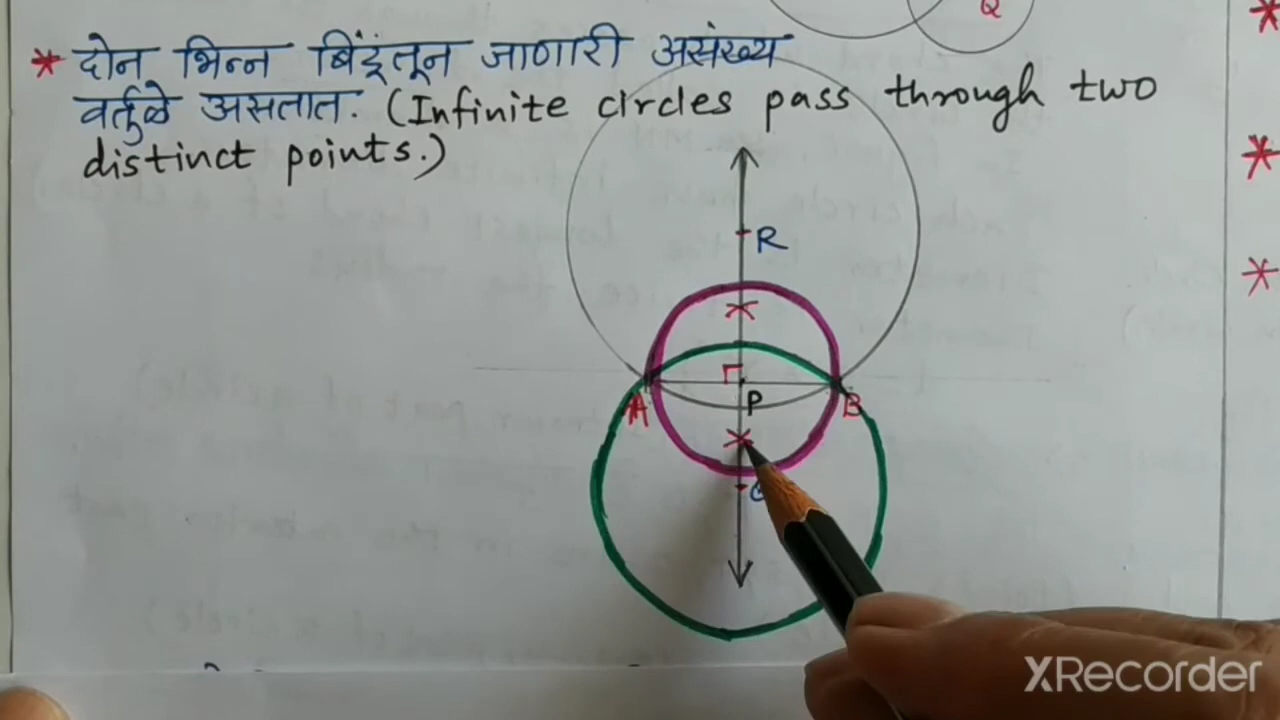 Q
* दोन भिन्न बिंदूंतून जाणारी असंख्य
वर्तुळे असतात. (Infinite circles pass through two
distinct points.)
R
P
A
B
XRecorder